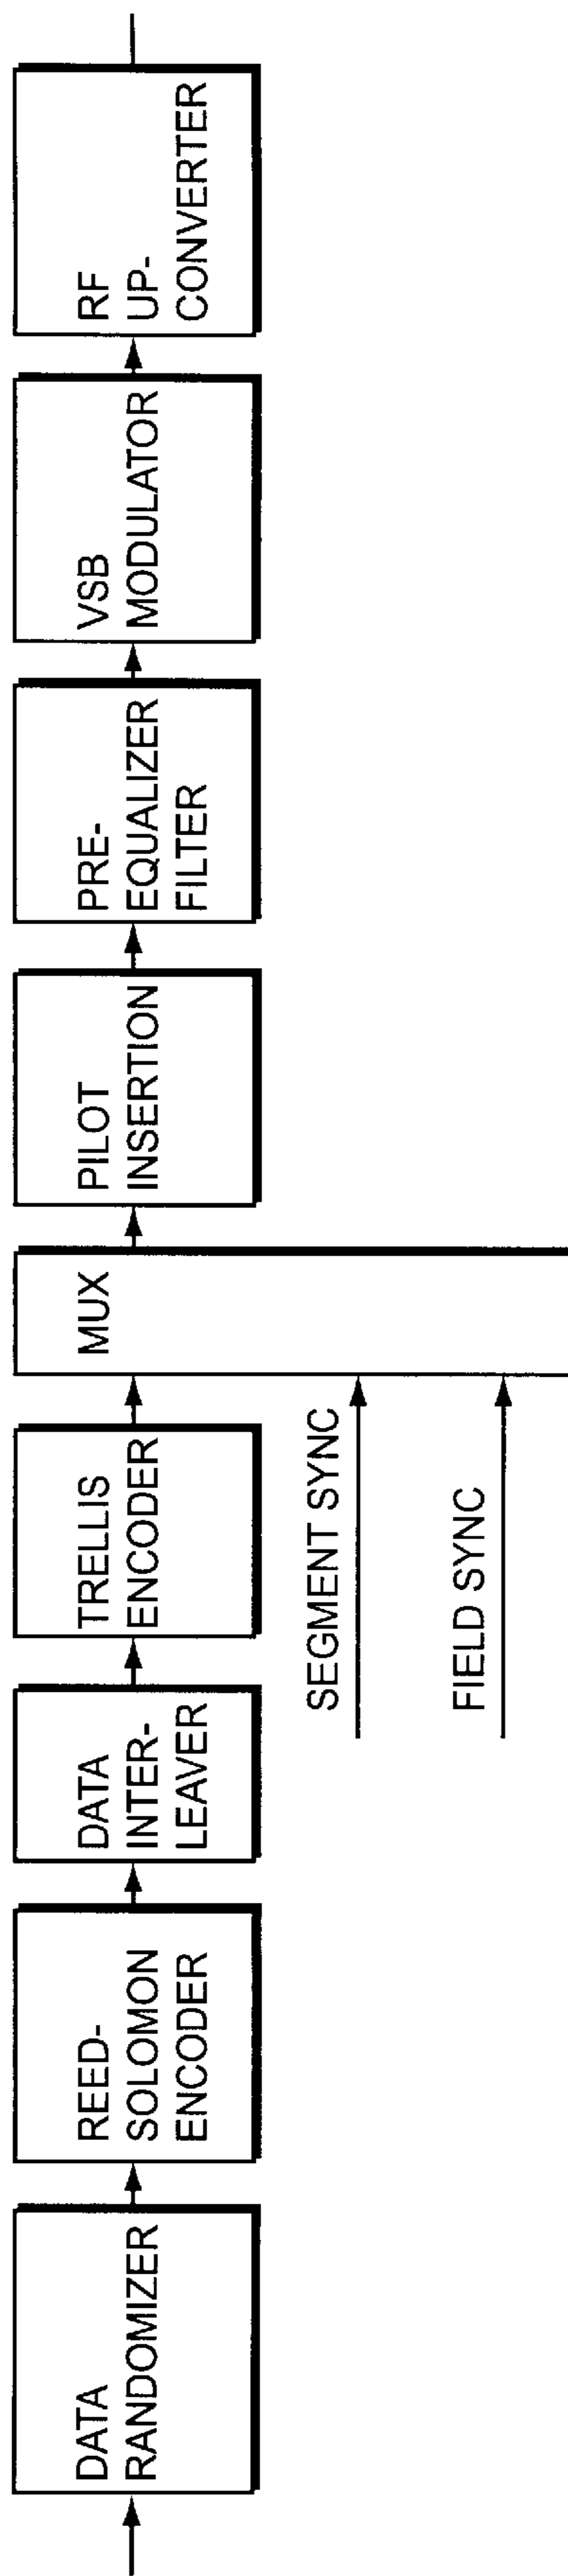 DATA
RANDOMIZER
REED-
SOLOMON
ENCODER
DATA
INTER-
LEAVER
TRELLIS
ENCODER
MUX
SEGMENT SYNC
FIELD SYNC
PILOT
INSERTION
PRE-
EQUALIZER
FILTER
VSB
MODULATOR
RF
UP-
CONVERTER